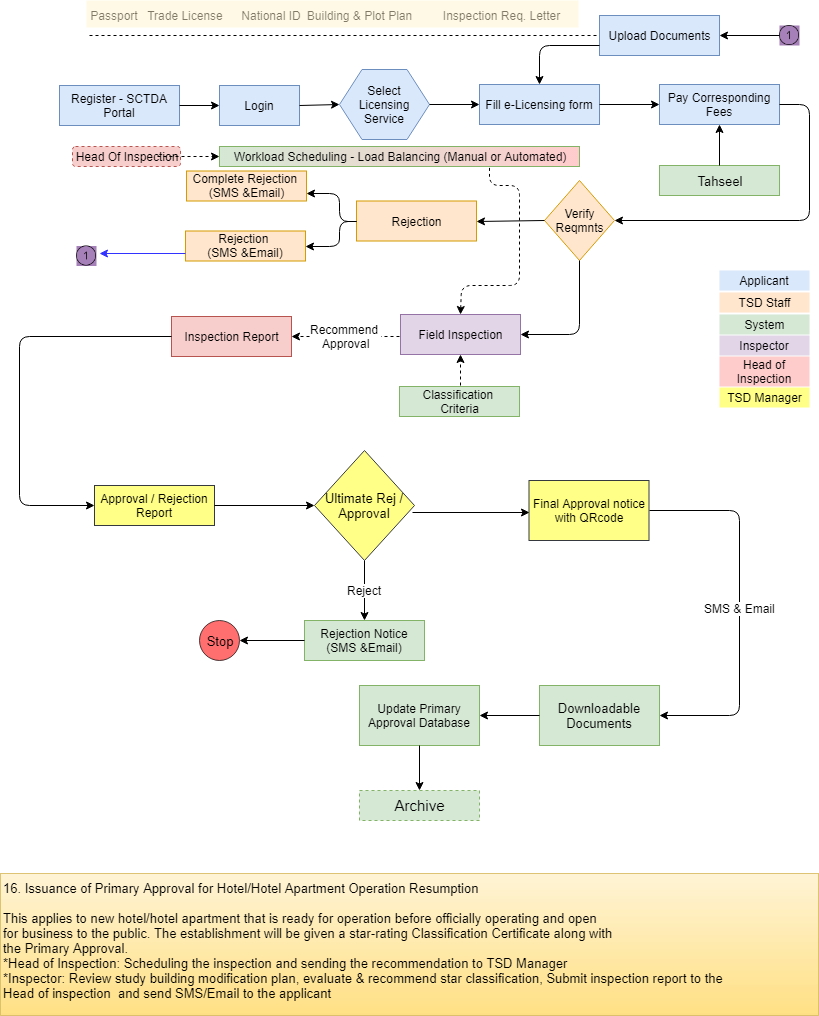 Passport Trade License National ID Building & Plot Plan Inspection Req. Letter
Upload Documents
1
Register - SCTDA
Portal
Login
Select
Licensing
Service
Fill e-Licensing form
Pay Corresponding
Fees
Head Of Inspection
Workload Scheduling - Load Balancing (Manual or Automated)
Tahseel
Complete Rejection
(SMS &Email)
Rejection
Verify
Reqmnts
Rejection
(SMS &Email)
1
Applicant
TSD Staff
System
Inspector
Head of
Inspection
TSD Manager
Inspection Report
Recommend
Approval
Field Inspection
Classification
Criteria
Approval / Rejection
Report
Ultimate Rej /
Approval
Final Approval notice
with QRcode
Reject
SMS & Email
Stop
Rejection Notice
(SMS &Email)
Update Primary
Approval Database
Downloadable
Documents
Archive
16. Issuance of Primary Approval for Hotel/Hotel Apartment Operation Resumption
This applies to new hotel/hotel apartment that is ready for operation before officially operating and open
for business to the public. The establishment will be given a star-rating Classification Certificate along with
the Primary Approval.
*Head of Inspection: Scheduling the inspection and sending the recommendation to TSD Manager
*Inspector: Review study building modification plan, evaluate & recommend star classification, Submit inspection report to the
Head of inspection and send SMS/Email to the applicant